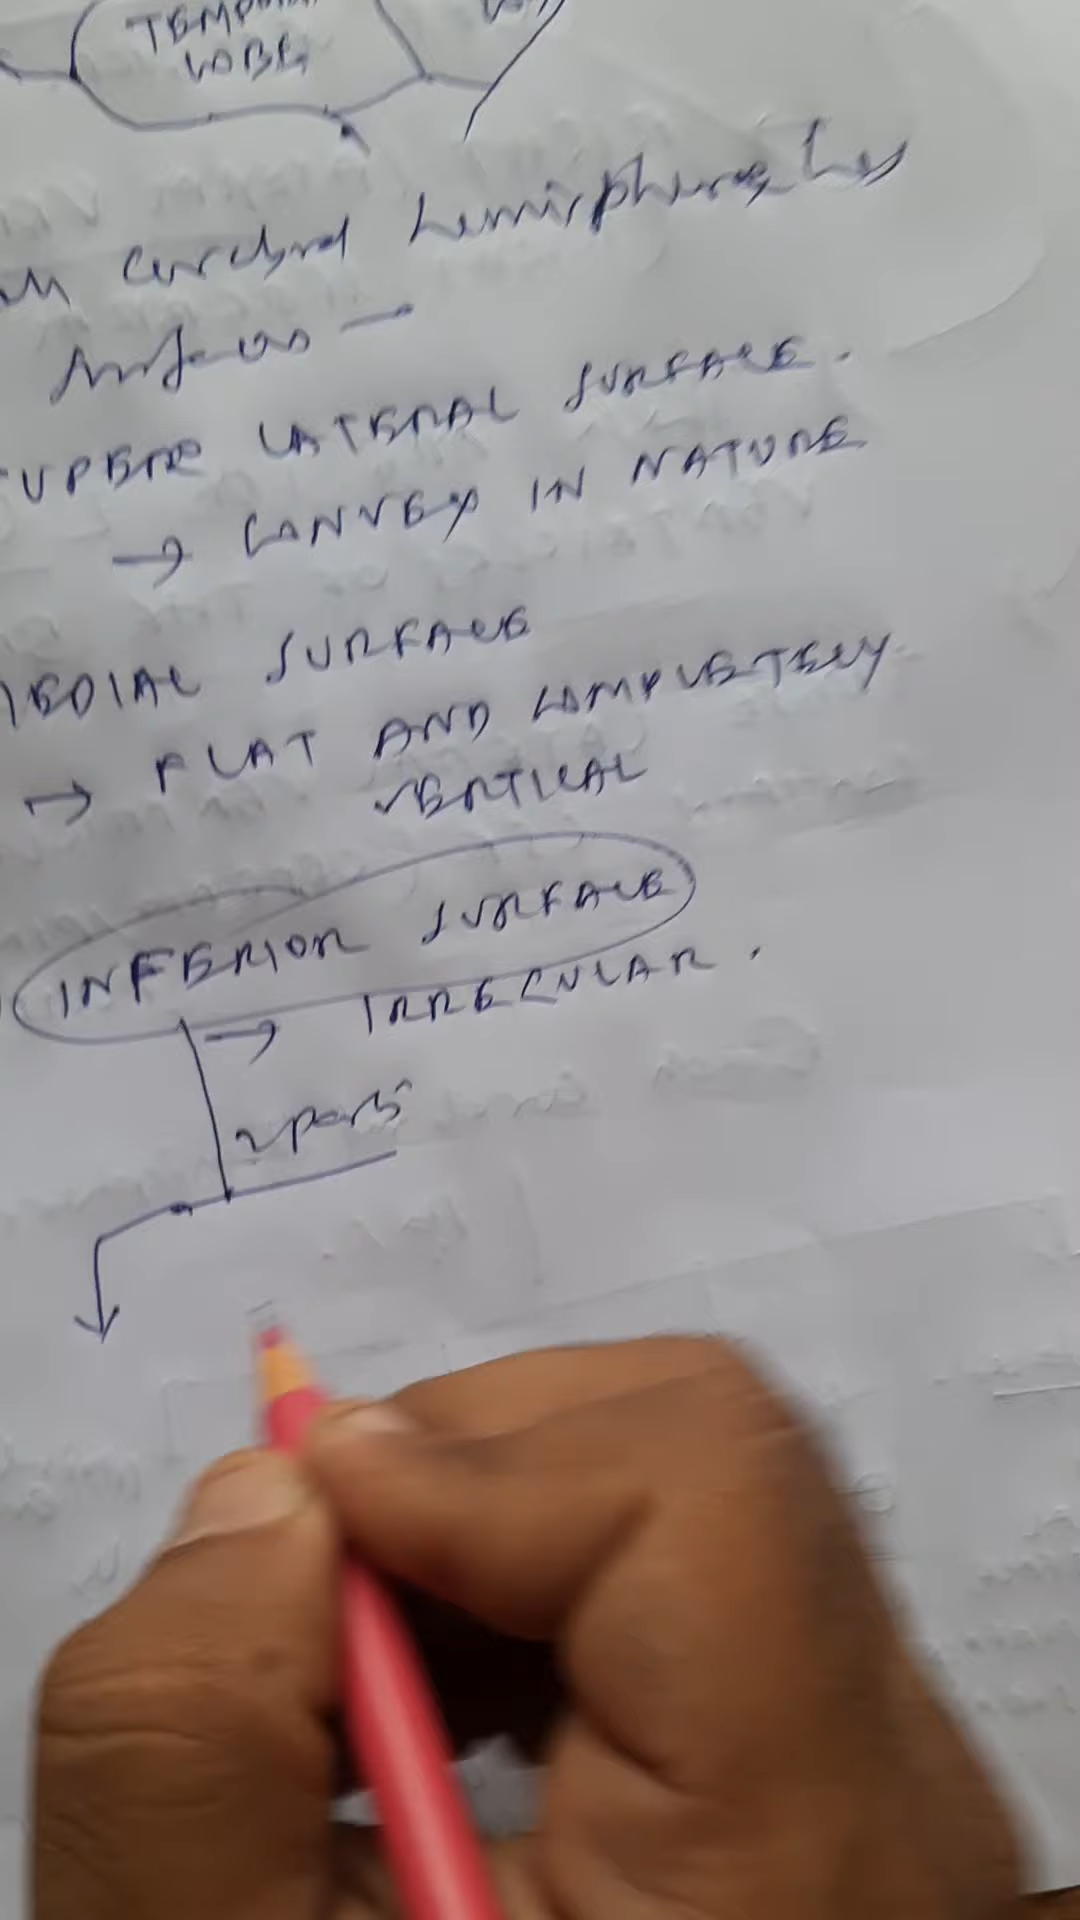 TEMPORAL
LOBE
cerebral hemispheres has
surfaces —
SUPERO LATERAL SURFACE.
→ CONVEX IN NATURE
MEDIAL SURFACE
→ FLAT AND COMPLETELY
VERTICAL
INFERIOR SURFACE
→ IRREGULAR.
2 parts